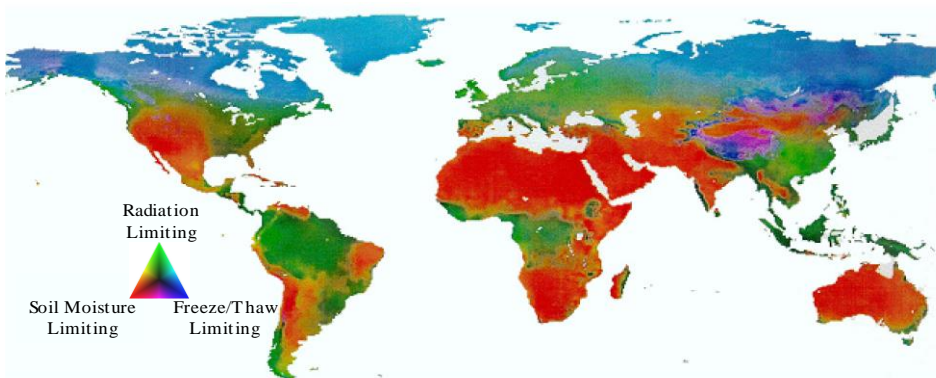 Radiation
Limiting
Soil Moisture
Limiting
Freeze/Thaw
Limiting